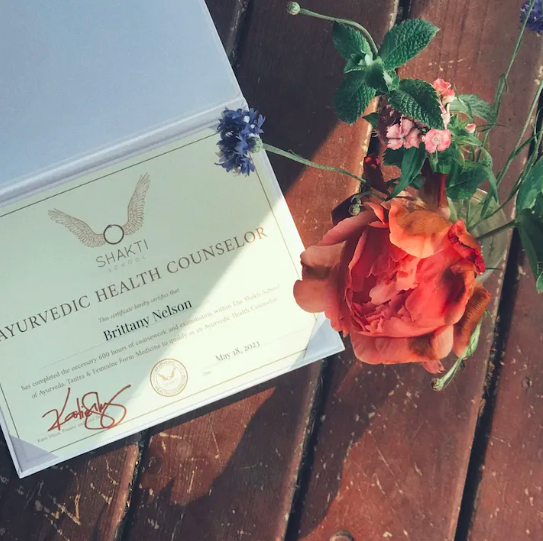 SHAKTI
SCHOOL
AYURVEDIC HEALTH COUNSELOR
This certificate hereby certifies that
Brittany Nelson
has completed the necessary 600 hours of coursework and within The Shakti School
of Ayurveda, Tantra & Feminine Form Medicine to as an Ayurvedic Health Counselor.
May 18, 2023